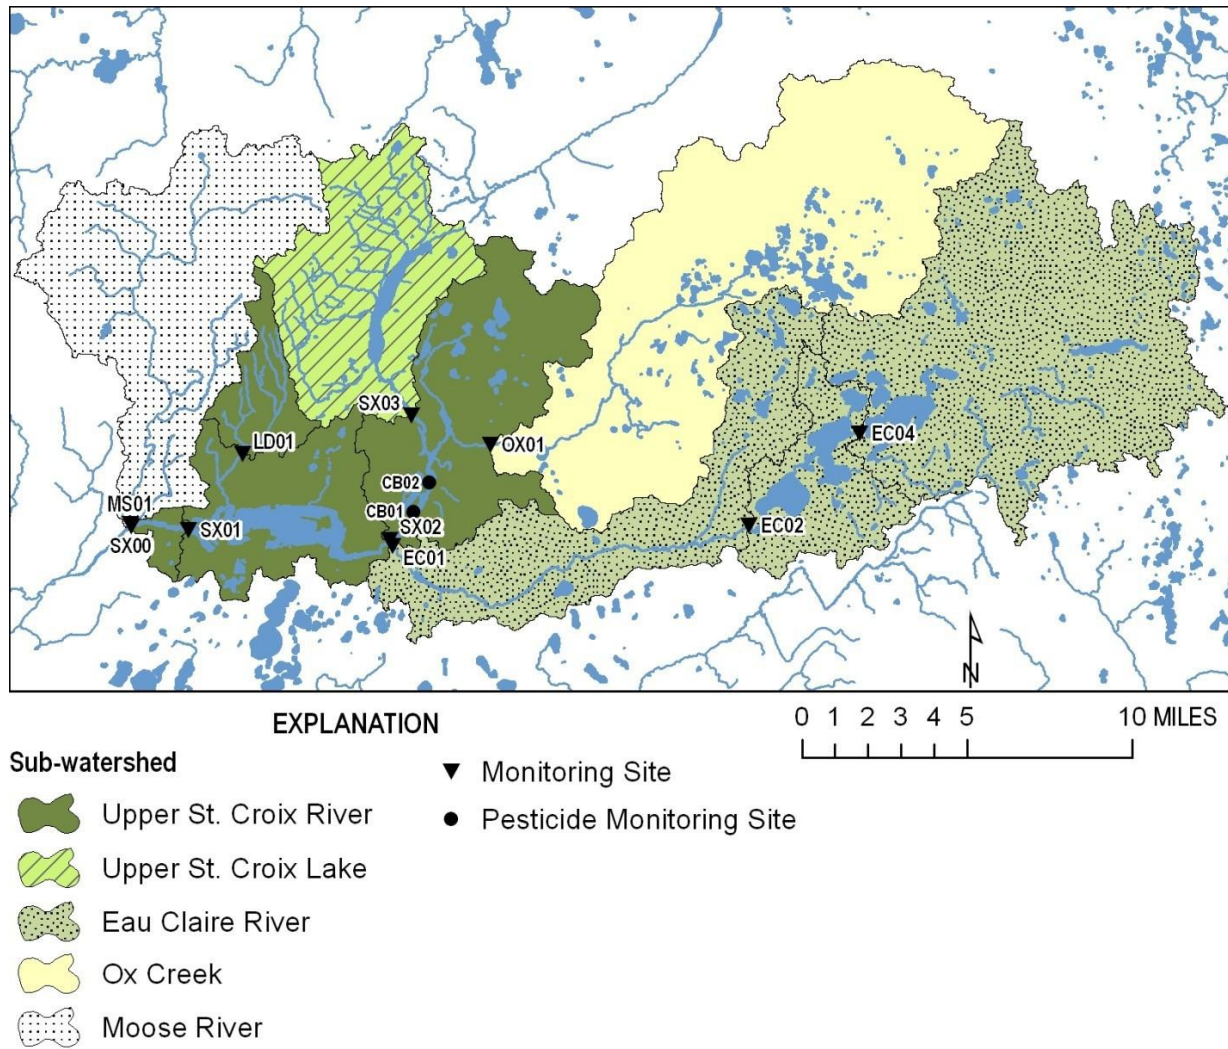 SX03
LD01
OX01
EC04
CB02
MS01
CB01
SX01
SX02
EC02
SX00
EC01
N
0 1 2 3 4 5 10 MILES
EXPLANATION
Sub-watershed
Upper St. Croix River
Upper St. Croix Lake
Eau Claire River
Ox Creek
Moose River
Monitoring Site
Pesticide Monitoring Site